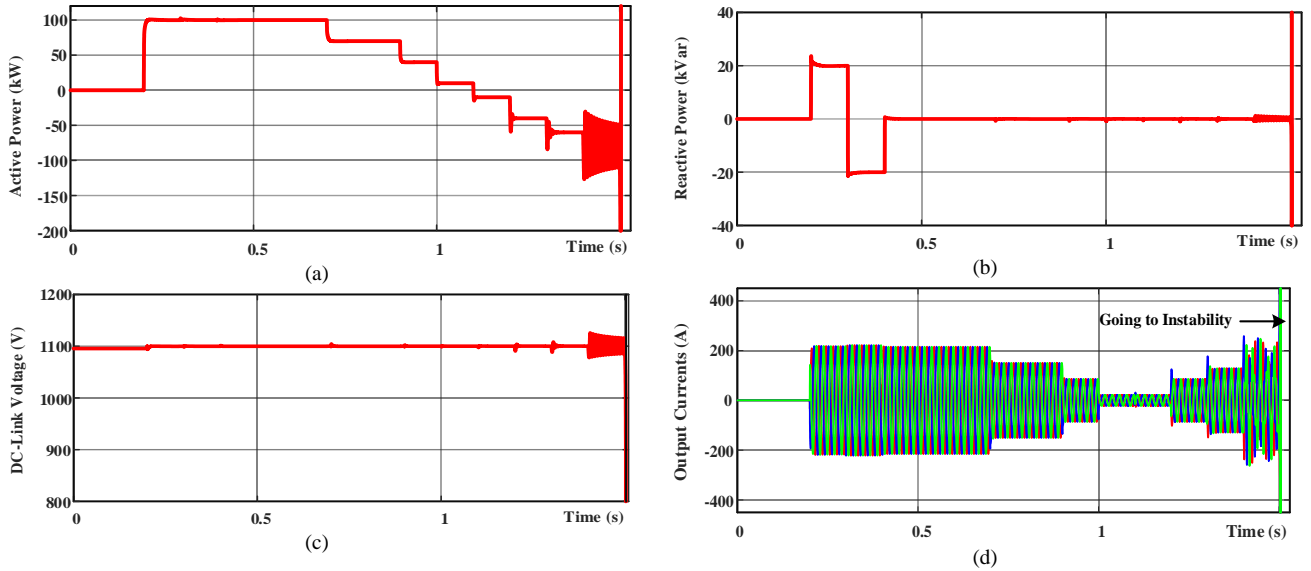 Active Power (kW)
100
50
0
-50
-100
-150
-200
0
0.5
1
Time (s)
(a)
Reactive Power (kVar)
40
20
0
-20
-40
0
0.5
1
Time (s)
(b)
DC-Link Voltage (V)
1200
1100
1000
900
800
0
0.5
1
Time (s)
(c)
Output Currents (A)
400
200
0
-200
-400
Going to Instability
0
0.5
1
Time (s)
(d)